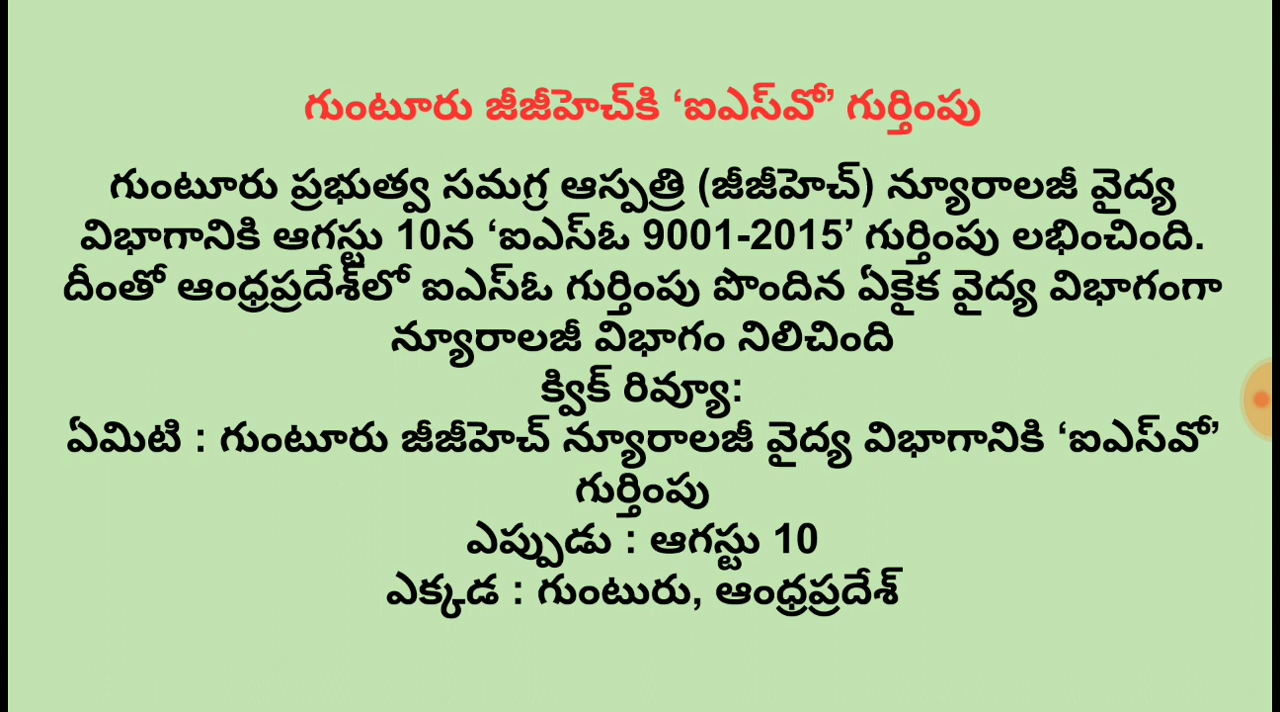 గుంటూరు జీజీహెచ్‌కి ‘ఐఎస్‌వో’ గుర్తింపు
గుంటూరు ప్రభుత్వ సమగ్ర ఆస్పత్రి (జీజీహెచ్) న్యూరాలజీ వైద్య
విభాగానికి ఆగస్టు 10న ‘ఐఎస్ఓ 9001-2015’ గుర్తింపు లభించింది.
దీంతో ఆంధ్రప్రదేశ్‌లో ఐఎస్ఓ గుర్తింపు పొందిన ఏకైక వైద్య విభాగంగా
న్యూరాలజీ విభాగం నిలిచింది
క్విక్ రివ్యూ:
ఏమిటి : గుంటూరు జీజీహెచ్ న్యూరాలజీ వైద్య విభాగానికి ‘ఐఎస్‌వో’
గుర్తింపు
ఎప్పుడు : ఆగస్టు 10
ఎక్కడ : గుంటురు, ఆంధ్రప్రదేశ్